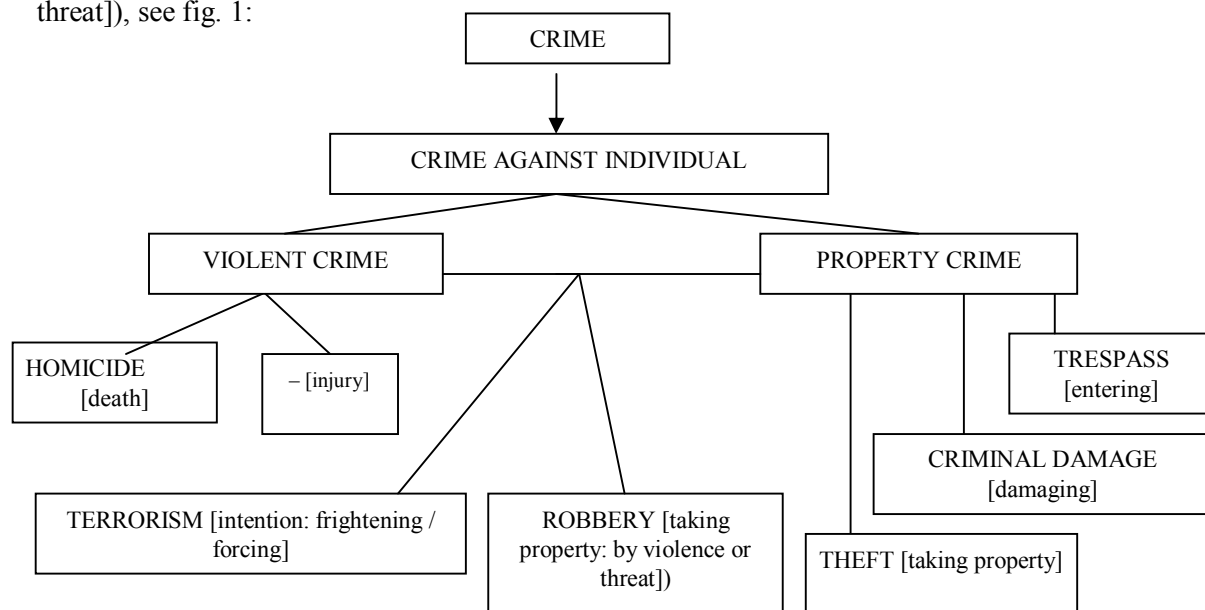 threat]), see fig. 1:
CRIME
CRIME AGAINST INDIVIDUAL
VIOLENT CRIME
PROPERTY CRIME
HOMICIDE
[death]
– [injury]
TRESPASS
[entering]
CRIMINAL DAMAGE
[damaging]
TERRORISM [intention: frightening /
forcing]
ROBBERY [taking
property: by violence or
threat])
THEFT [taking property]